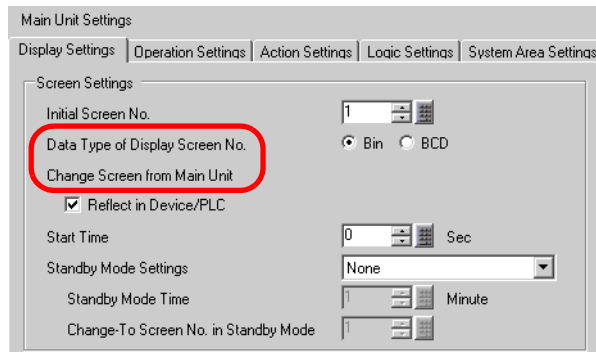 Main Unit Settings
Display Settings Operation Settings Action Settings Logic Settings System Area Settings
Screen Settings
Initial Screen No. 1
Data Type of Display Screen No. Bin BCD
Change Screen from Main Unit
Reflect in Device/PLC
Start Time 0 Sec
Standby Mode Settings None
Standby Mode Time 1 Minute
Change-To Screen No. in Standby Mode 1